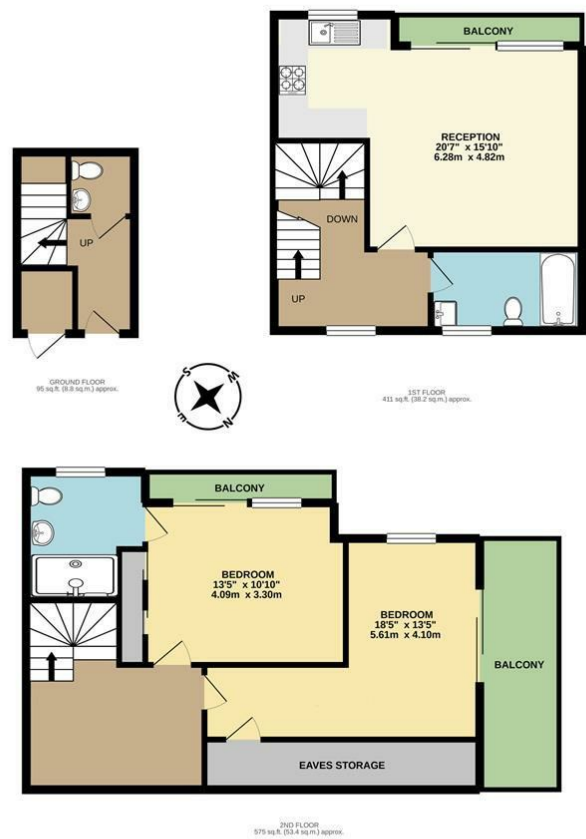 BALCONY
RECEPTION
20'7" x 15'10"
6.28m x 4.82m
DOWN
UP
UP
GROUND FLOOR
95 sq.ft. (8.8 sq.m.) approx.
1ST FLOOR
411 sq.ft. (38.2 sq.m.) approx.
S
W
E
N
BALCONY
BEDROOM
13'5" x 10'10"
4.09m x 3.30m
BEDROOM
18'5" x 13'5"
5.61m x 4.10m
BALCONY
EAVES STORAGE
2ND FLOOR
575 sq.ft. (53.4 sq.m.) approx.